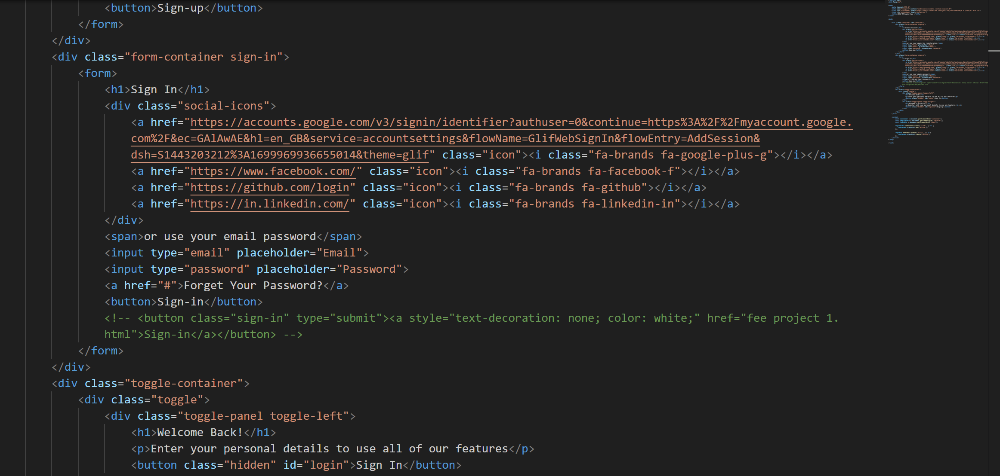 <button>Sign-up</button>
</form>
</div>
<div class="form-container sign-in">
<form>
<h1>Sign In</h1>
<div class="social-icons">
<a href="https://accounts.google.com/v3/signin/identifier?authuser=0&continue=https%3A%2F%2Fmyaccount.google.
com%2F&ec=GAlAwAE&hl=en_GB&service=accountsettings&flowName=GlifWebSignIn&flowEntry=AddSession&
dsh=S1443203212%3A1699969936655014&theme=glif" class="icon"><i class="fa-brands fa-google-plus-g"></i></a>
<a href="https://www.facebook.com/" class="icon"><i class="fa-brands fa-facebook-f"></i></a>
<a href="https://github.com/login" class="icon"><i class="fa-brands fa-github"></i></a>
<a href="https://in.linkedin.com/" class="icon"><i class="fa-brands fa-linkedin-in"></i></a>
</div>
<span>or use your email password</span>
<input type="email" placeholder="Email">
<input type="password" placeholder="Password">
<a href="#">Forget Your Password?</a>
<button>Sign-in</button>
<!-- <button class="sign-in" type="submit"><a style="text-decoration: none; color: white;" href="fee project 1.
html">Sign-in</a></button> -->
</form>
</div>
<div class="toggle-container">
<div class="toggle">
<div class="toggle-panel toggle-left">
<h1>Welcome Back!</h1>
<p>Enter your personal details to use all of our features</p>
<button class="hidden" id="login">Sign In</button>